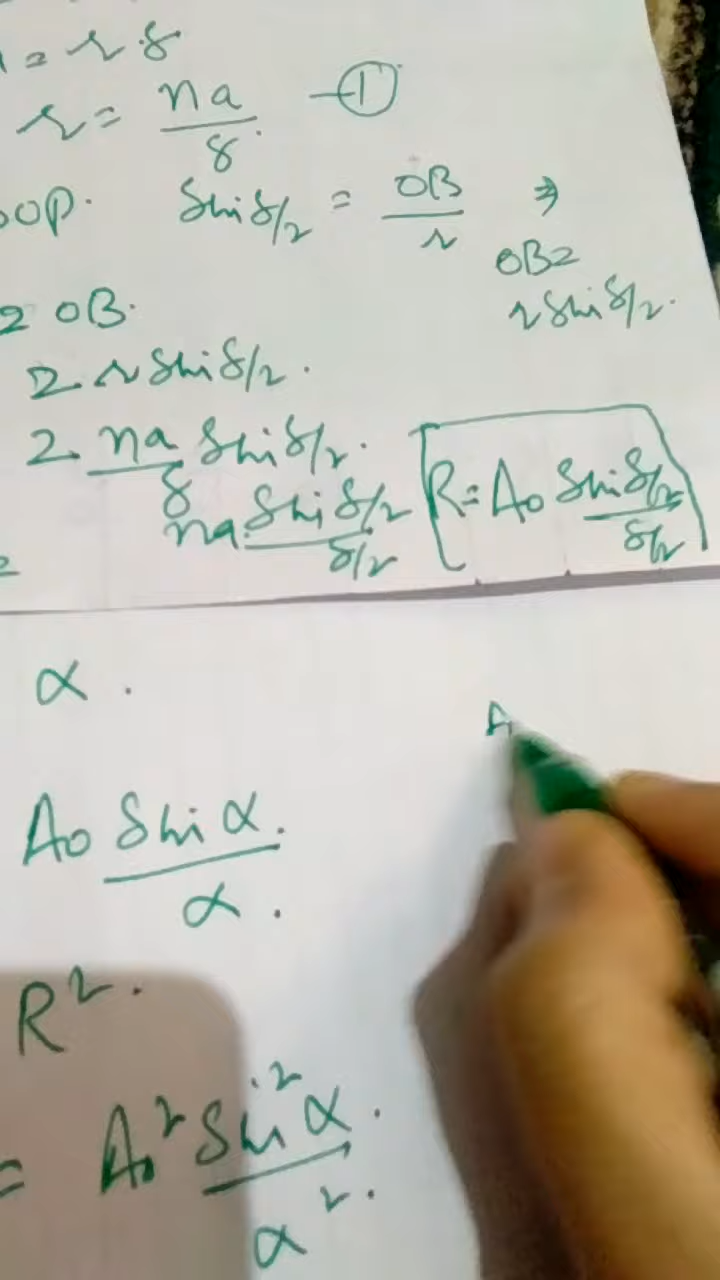 = r δ
r = na/δ. —①
OOP. Sin δ/2 = OB/r ⇒
OB =
r Sin δ/2.
2 OB.
2 r Sin δ/2.
2 na/δ Sin δ/2.
na Sin δ/2 / δ/2
R = A0 Sin δ/2 / δ/2
α.
A
A0 Sin α. / α.
R².
= A0² Sin² α. / α².